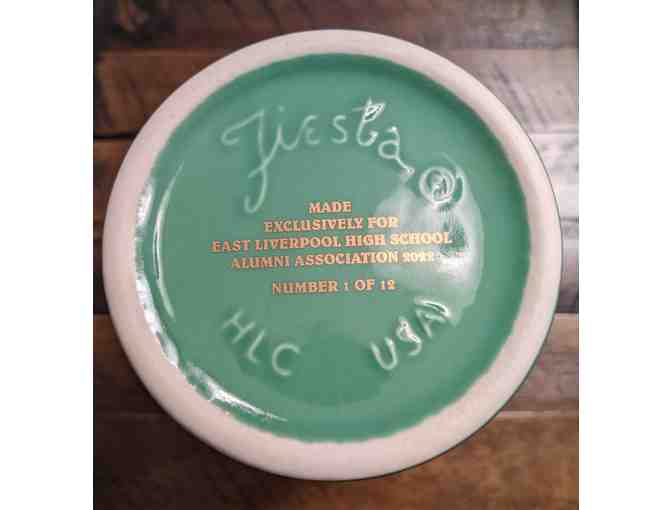 Fiesta®
MADE
EXCLUSIVELY FOR
EAST LIVERPOOL HIGH SCHOOL
ALUMNI ASSOCIATION 2022
NUMBER 1 OF 12
HLC USA